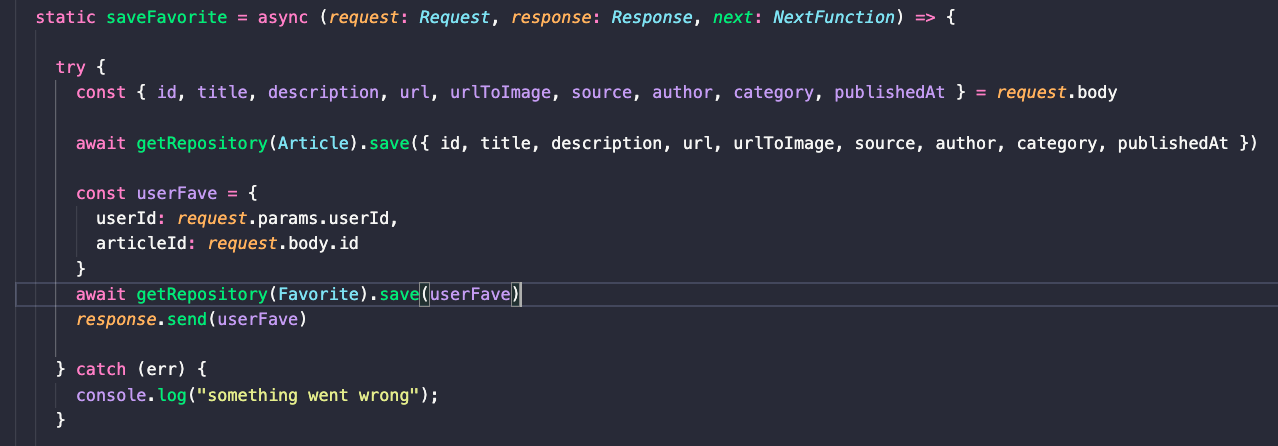 static saveFavorite = async (request: Request, response: Response, next: NextFunction) => {
try {
const { id, title, description, url, urlToImage, source, author, category, publishedAt } = request.body
await getRepository(Article).save({ id, title, description, url, urlToImage, source, author, category, publishedAt })
const userFave = {
userId: request.params.userId,
articleId: request.body.id
}
await getRepository(Favorite).save(userFave)
response.send(userFave)
} catch (err) {
console.log("something went wrong");
}